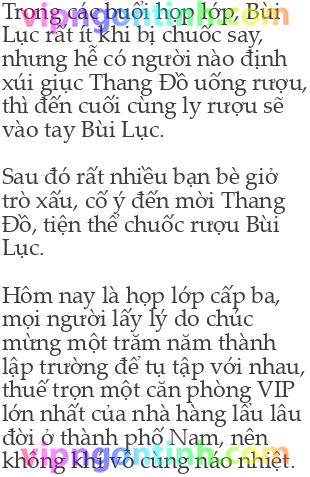 Trong các buổi họp lớp, Bùi
vipngontinh.com
Lục rất ít khi bị chuốc say,
nhưng hễ có người nào định
xúi giục Thang Đồ uống rượu,
thì đến cuối cùng ly rượu sẽ
vào tay Bùi Lục.
Sau đó rất nhiều bạn bè giở
trò xấu, cố ý đến mời Thang
Đồ, tiện thể chuốc rượu Bùi
Lục.
Hôm nay là họp lớp cấp ba,
mọi người lấy lý do chúc
mừng một trăm năm thành
lập trường để tụ tập với nhau,
thuế trọn một căn phòng VIP
lớn nhất của nhà hàng lẩu lâu
đời ở thành phố Nam, nên
vipngontinh.com
không khí vô cùng náo nhiệt.